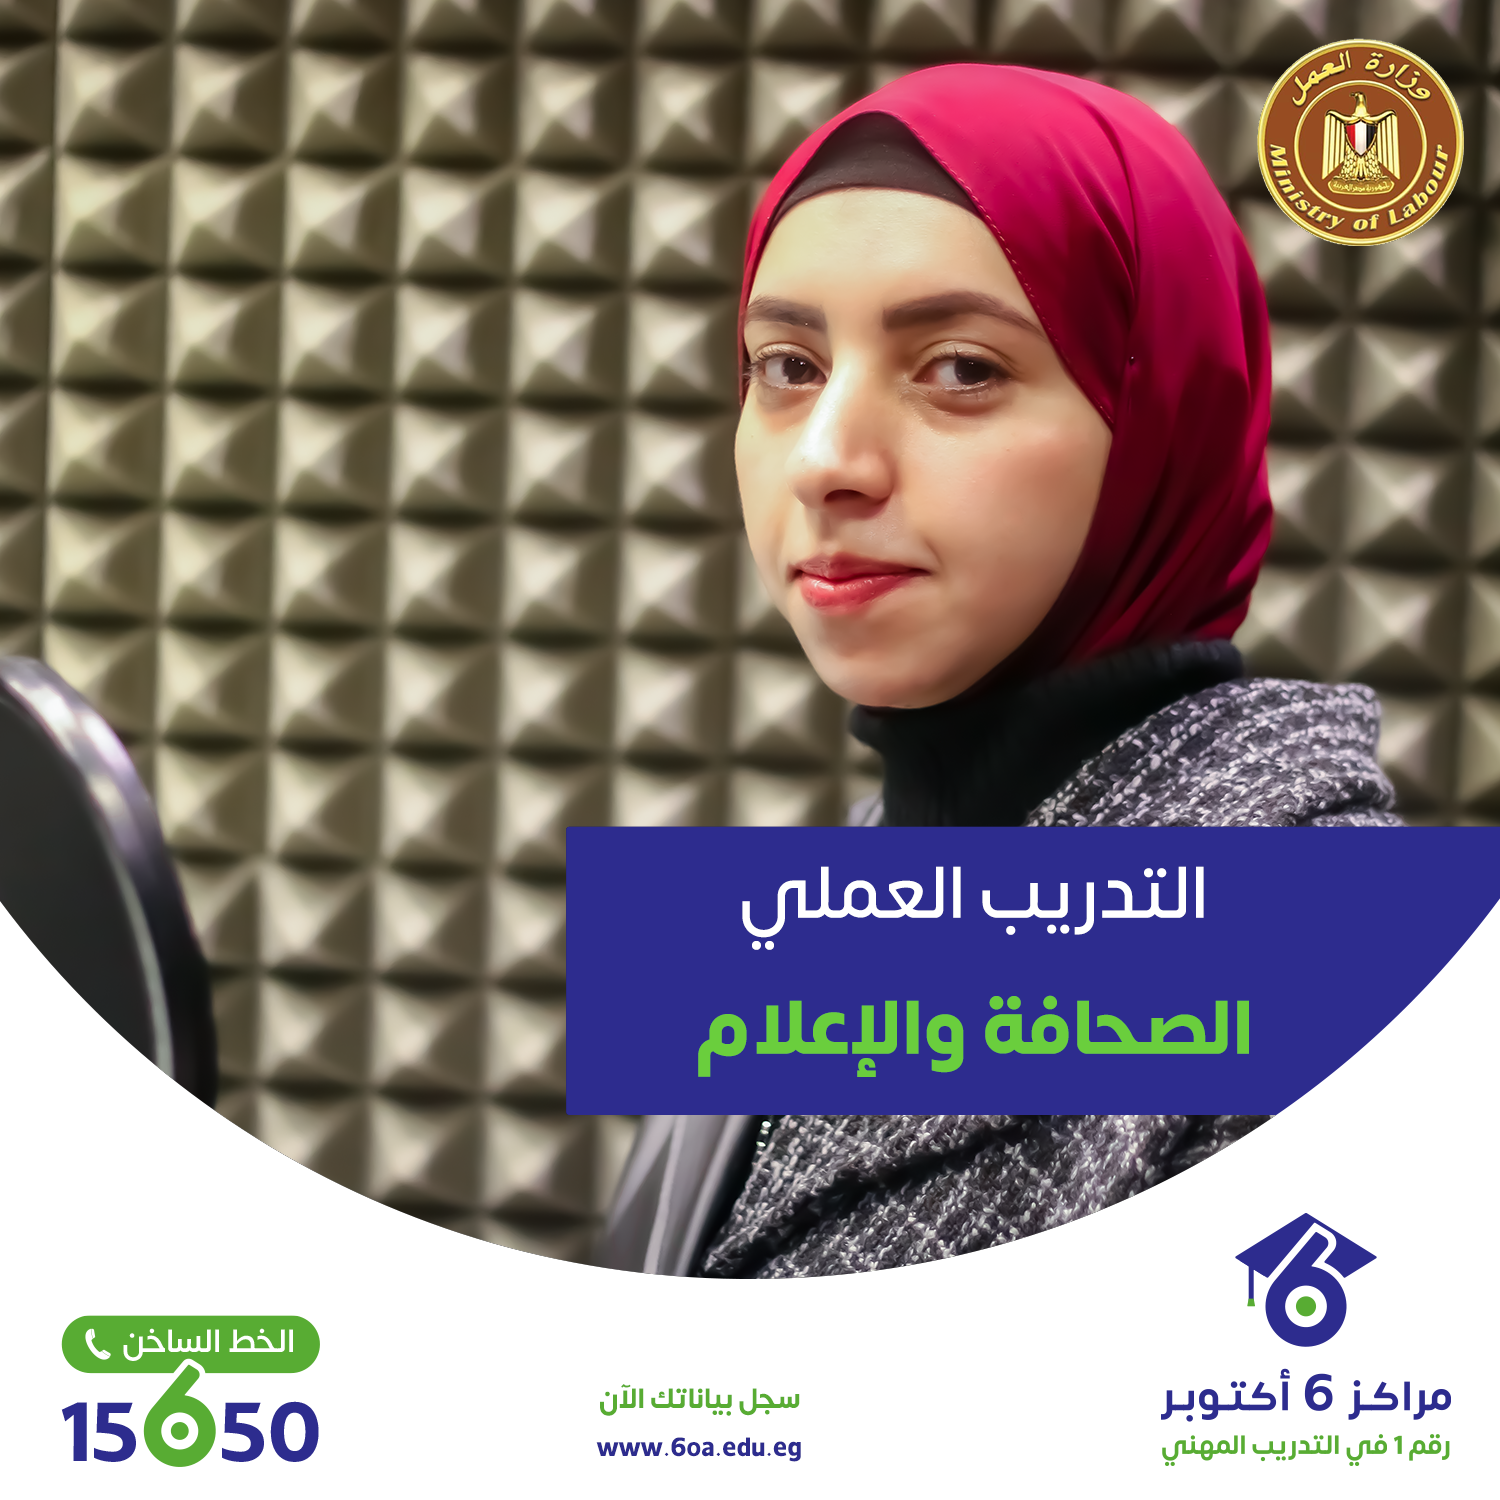 وزارة العمل
Ministry of Labour
التدريب العملي
الصحافة والإعلام
مراكز 6 أكتوبر
رقم 1 في التدريب المهني
سجل بياناتك الآن
www.6oa.edu.eg
الخط الساخن
15650